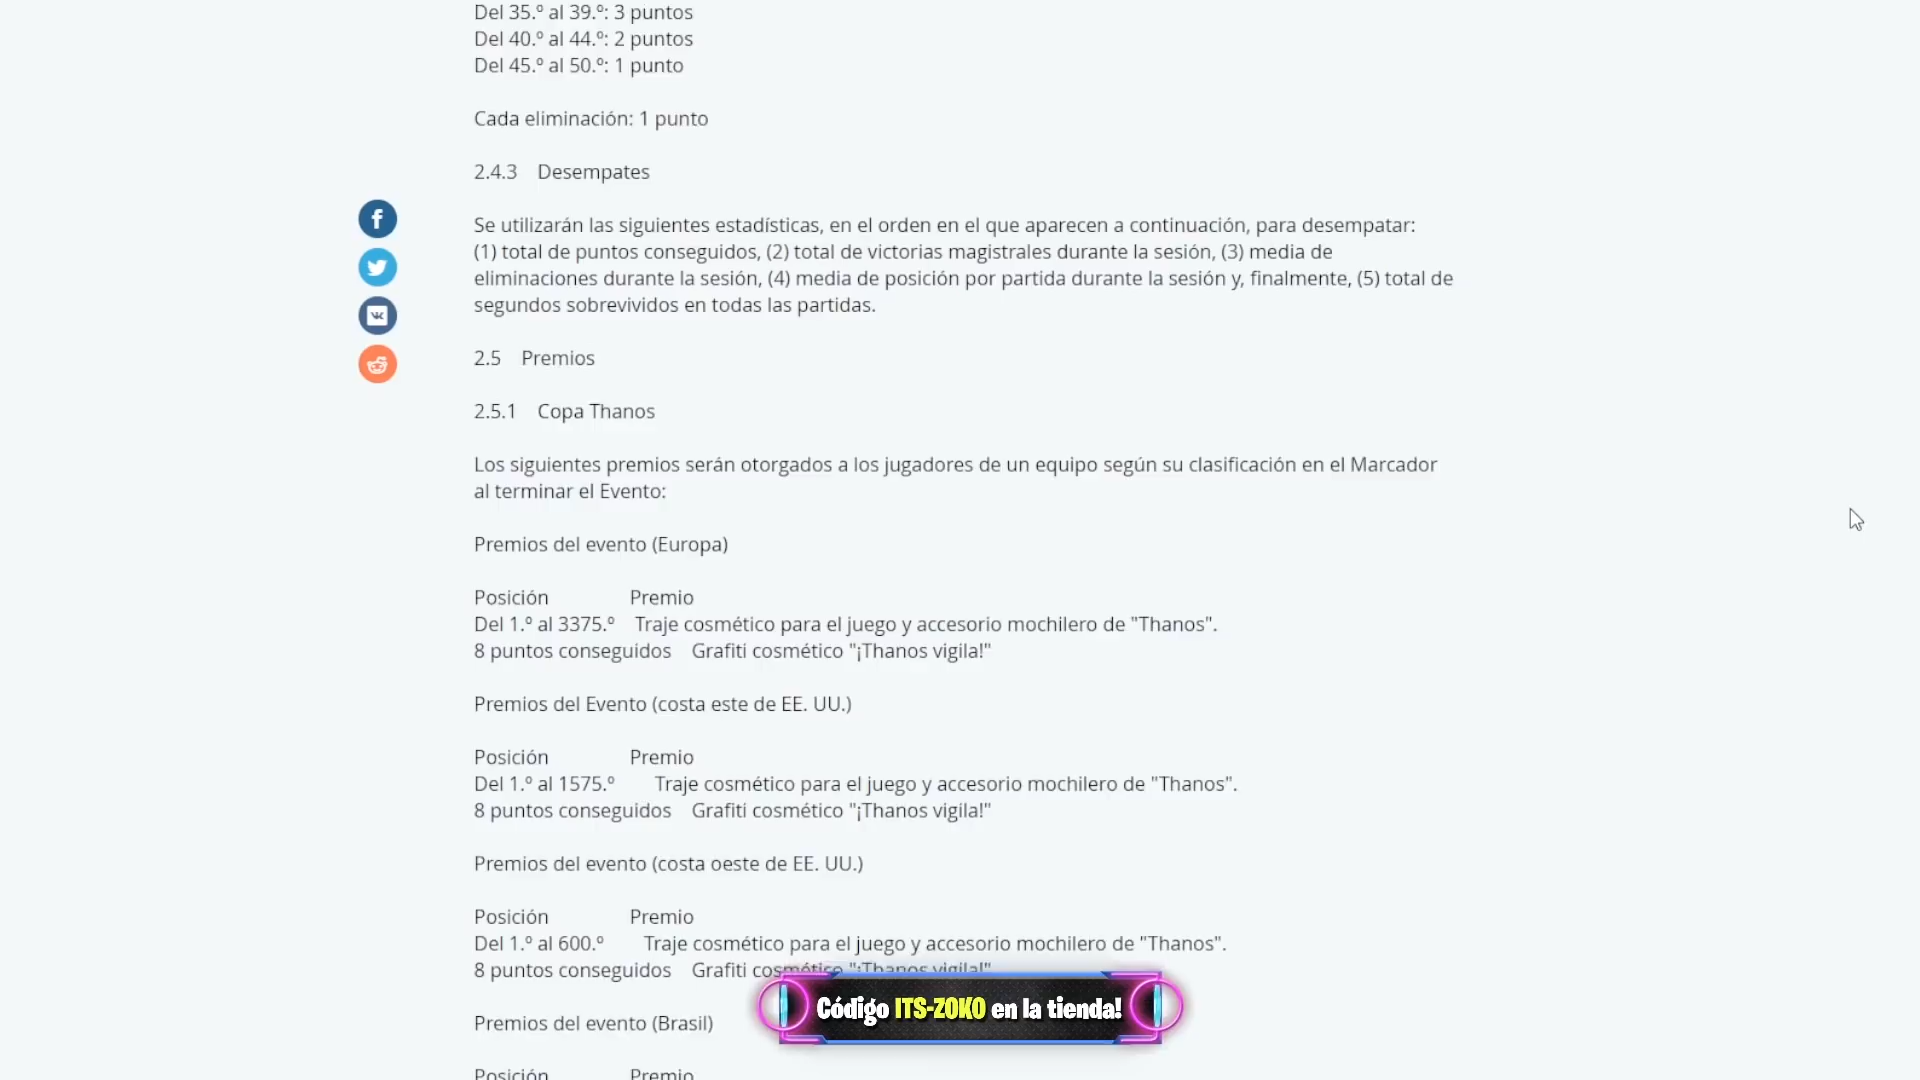 Del 35.º al 39.º: 3 puntos
Del 40.º al 44.º: 2 puntos
Del 45.º al 50.º: 1 punto
Cada eliminación: 1 punto
2.4.3 Desempates
Se utilizarán las siguientes estadísticas, en el orden en el que aparecen a continuación, para desempatar:
(1) total de puntos conseguidos, (2) total de victorias magistrales durante la sesión, (3) media de
eliminaciones durante la sesión, (4) media de posición por partida durante la sesión y, finalmente, (5) total de
segundos sobrevividos en todas las partidas.
2.5 Premios
2.5.1 Copa Thanos
Los siguientes premios serán otorgados a los jugadores de un equipo según su clasificación en el Marcador
al terminar el Evento:
Premios del evento (Europa)
Posición Premio
Del 1.º al 3375.º Traje cosmético para el juego y accesorio mochilero de "Thanos".
8 puntos conseguidos Grafiti cosmético "¡Thanos vigila!"
Premios del Evento (costa este de EE. UU.)
Posición Premio
Del 1.º al 1575.º Traje cosmético para el juego y accesorio mochilero de "Thanos".
8 puntos conseguidos Grafiti cosmético "¡Thanos vigila!"
Premios del evento (costa oeste de EE. UU.)
Posición Premio
Del 1.º al 600.º Traje cosmético para el juego y accesorio mochilero de "Thanos".
8 puntos conseguidos Grafiti cosmético "¡Thanos vigila!"
Código ITS-ZOKO en la tienda!
Premios del evento (Brasil)
Posición Premio